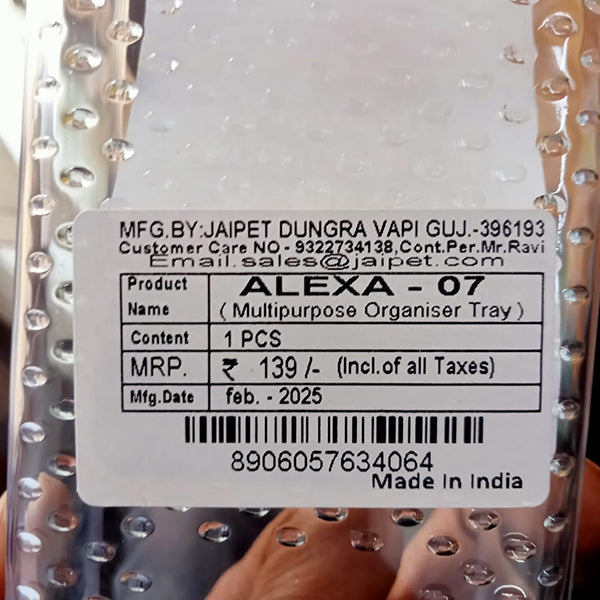 MFG.BY:JAIPET DUNGRA VAPI GUJ.-396193
Customer Care NO - 9322734138,Cont.Per.Mr.Ravi
Email.sales@jaipet.com
Product Name ALEXA - 07
( Multipurpose Organiser Tray )
Content 1 PCS
MRP. ₹ 139/- (Incl.of all Taxes)
Mfg.Date feb. - 2025
8906057634064
Made In India